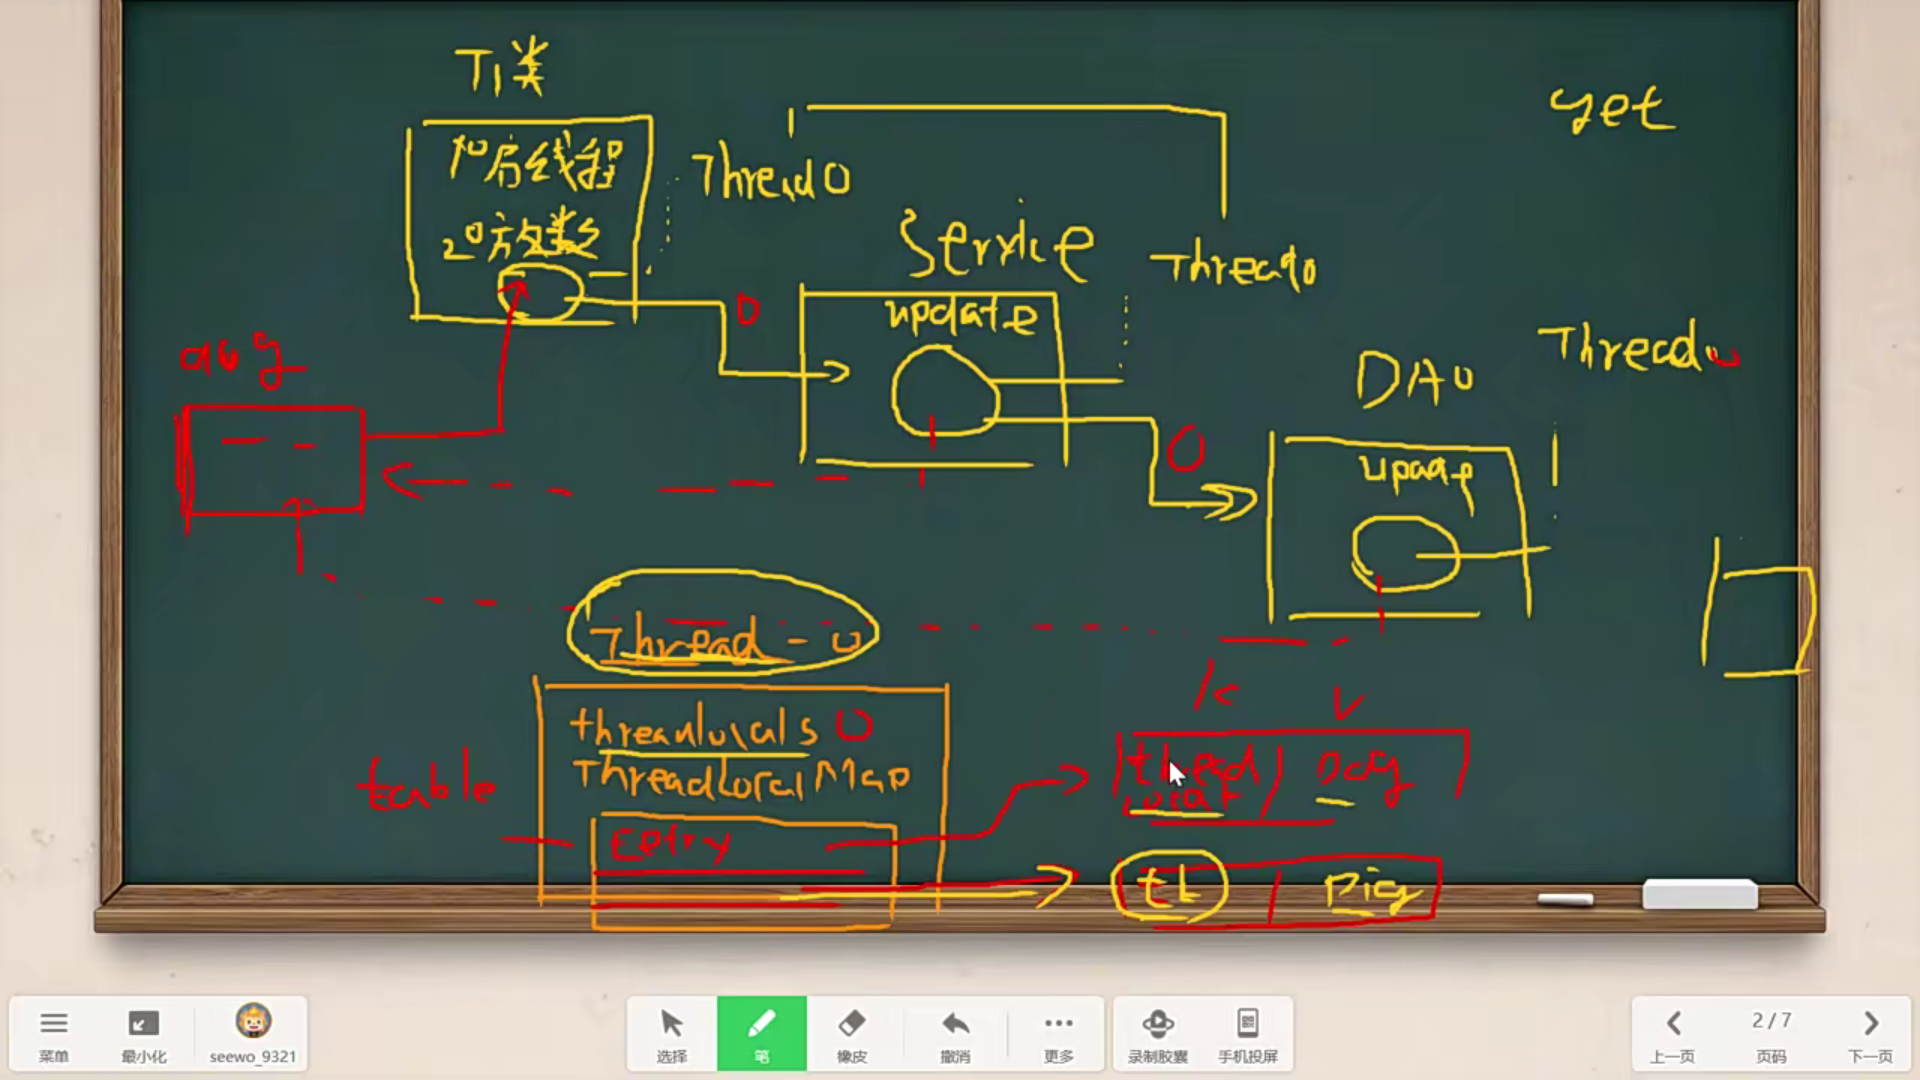 T1类
get
1° 启线程
Thread0
2° 放数
Service
Thread0
0
update
Thread0
DAO
0
update
Thread-0
K
V
threadlocals 0
ThreadLocalMap
table
thread
local
Dog
Entry
tL
Pig
菜单
最小化
seewo_9321
选择
笔
橡皮
撤消
更多
录制胶囊
手机投屏
上一页
2/7
页码
下一页